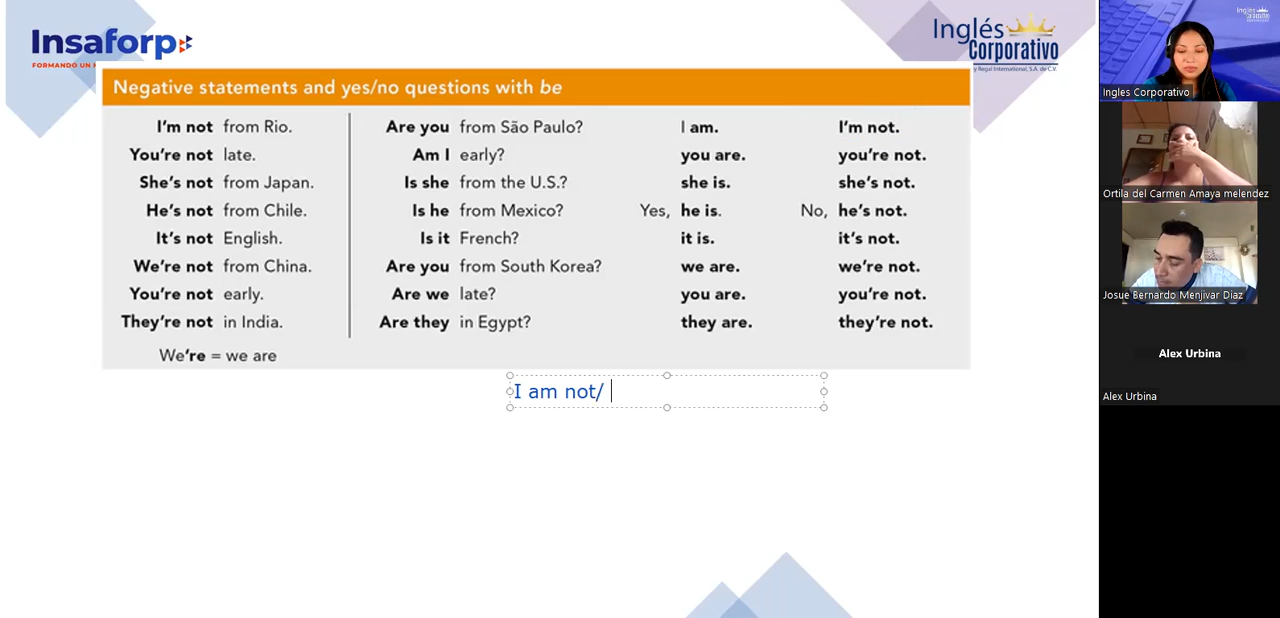 Insaforp
FORMANDO UN
Inglés
Corporativo
y Regal International, S.A. de C.V.
Negative statements and yes/no questions with be
I'm not from Rio. Are you from São Paulo? I am. I'm not.
You're not late. Am I early? you are. you're not.
She's not from Japan. Is she from the U.S.? she is. she's not.
He's not from Chile. Is he from Mexico? Yes, he is. No, he's not.
It's not English. Is it French? it is. it's not.
We're not from China. Are you from South Korea? we are. we're not.
You're not early. Are we late? you are. you're not.
They're not in India. Are they in Egypt? they are. they're not.
We're = we are
I am not/
Inglés
Ingles Corporativo
Ortila del Carmen Amaya melendez
Josue Bernardo Menjivar Diaz
Alex Urbina
Alex Urbina